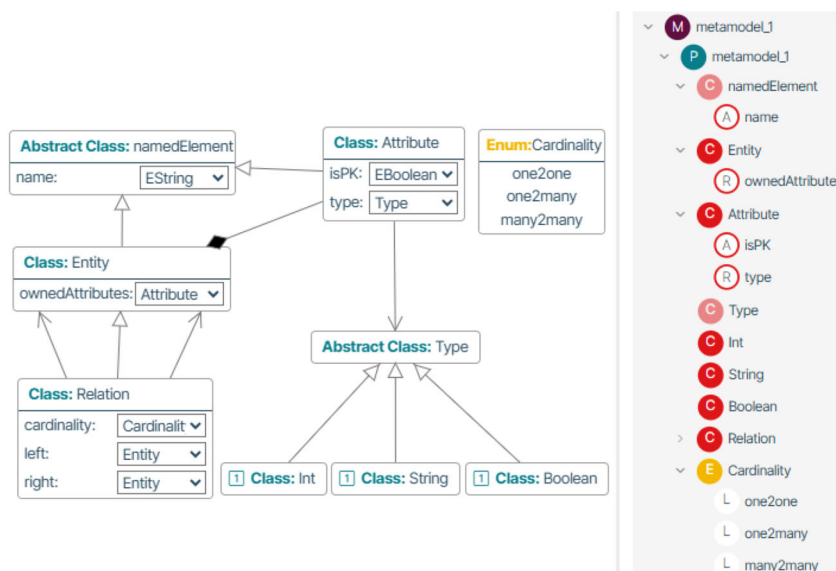 Abstract Class: namedElement
name: EString
Class: Attribute
isPK: EBoolean
type: Type
Enum:Cardinality
one2one
one2many
many2many
Class: Entity
ownedAttributes: Attribute
Abstract Class: Type
Class: Relation
cardinality: Cardinalit
left: Entity
right: Entity
1 Class: Int
1 Class: String
1 Class: Boolean
M metamodel_1
P metamodel_1
C namedElement
A name
C Entity
R ownedAttribute
C Attribute
A isPK
R type
C Type
C Int
C String
C Boolean
C Relation
E Cardinality
L one2one
L one2many
L many2many